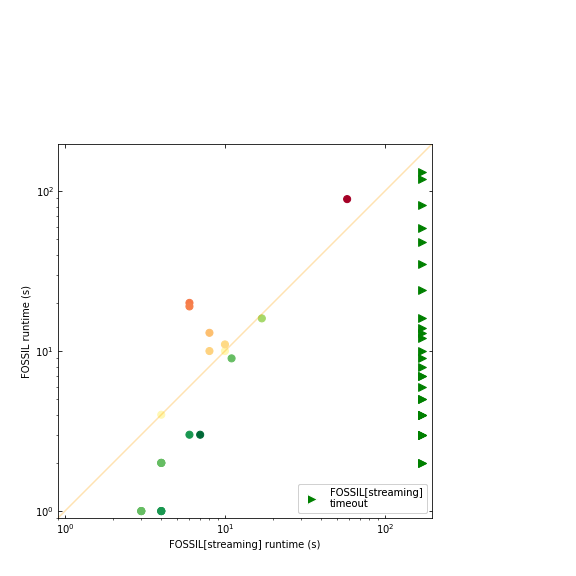 FOSSIL runtime (s)
10²
10¹
10⁰
10⁰ 10¹ 10²
FOSSIL[streaming] runtime (s)
FOSSIL[streaming]
timeout